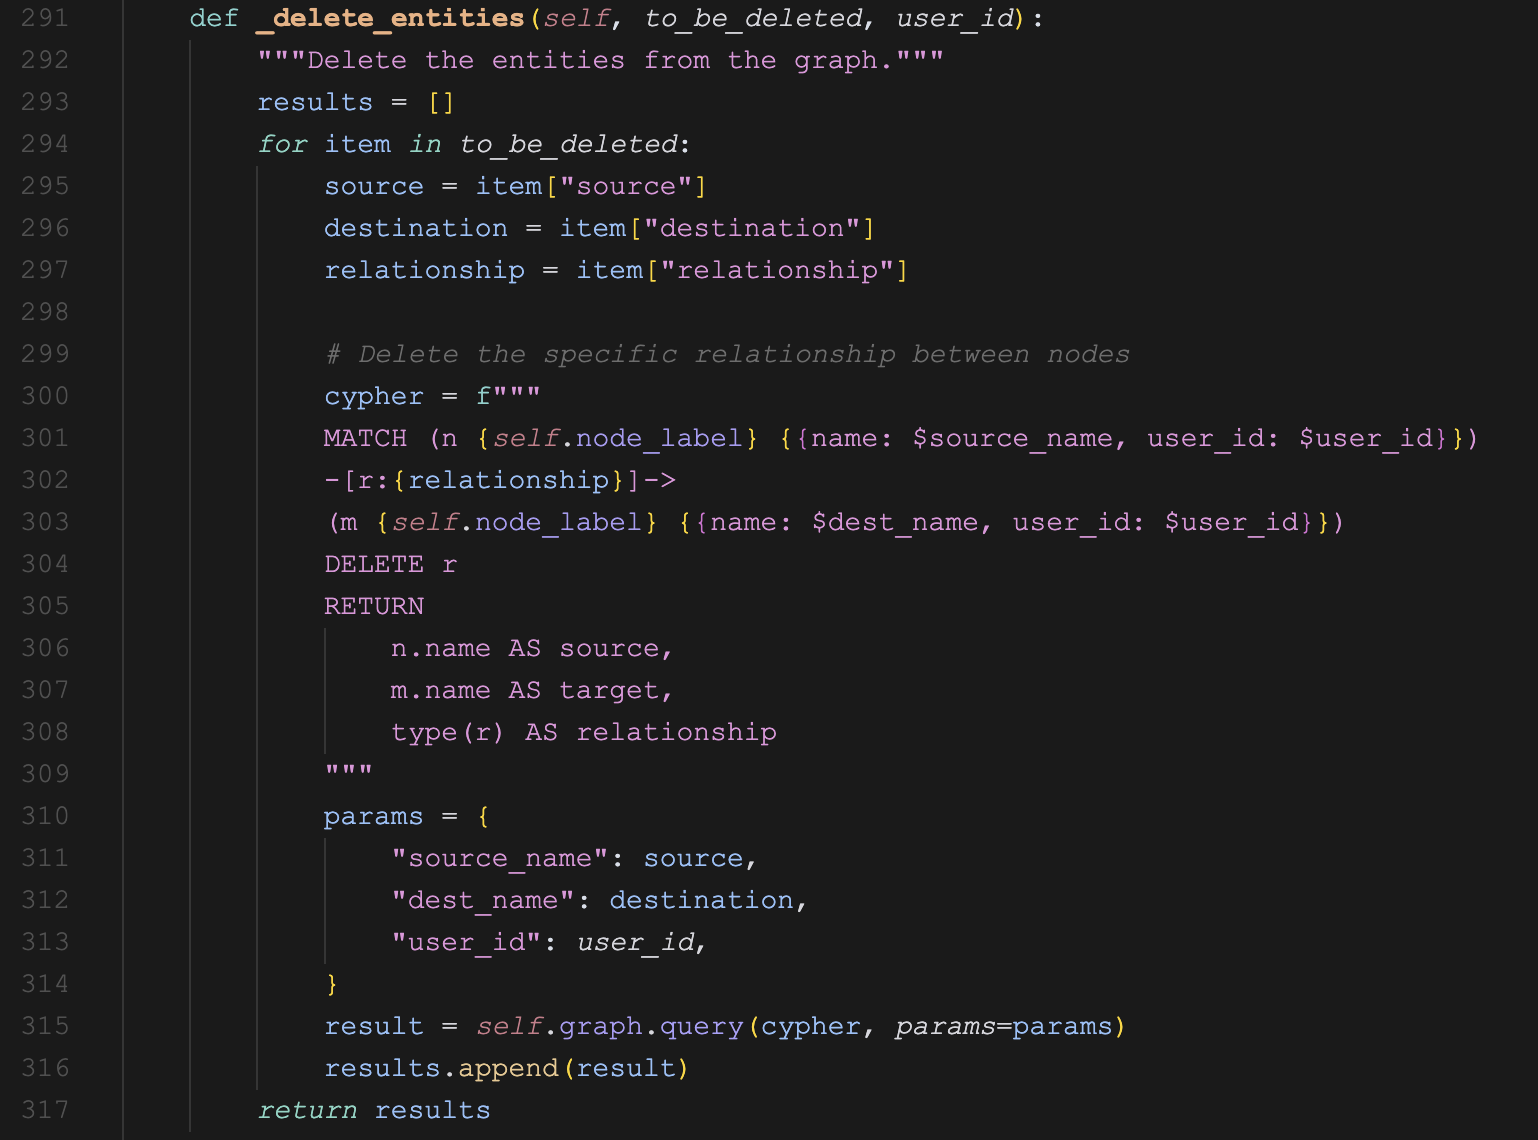 291 def _delete_entities(self, to_be_deleted, user_id):
292 """Delete the entities from the graph."""
293 results = []
294 for item in to_be_deleted:
295 source = item["source"]
296 destination = item["destination"]
297 relationship = item["relationship"]
298
299 # Delete the specific relationship between nodes
300 cypher = f"""
301 MATCH (n {self.node_label} {{name: $source_name, user_id: $user_id}})
302 -[r:{relationship}]->
303 (m {self.node_label} {{name: $dest_name, user_id: $user_id}})
304 DELETE r
305 RETURN
306 n.name AS source,
307 m.name AS target,
308 type(r) AS relationship
309 """
310 params = {
311 "source_name": source,
312 "dest_name": destination,
313 "user_id": user_id,
314 }
315 result = self.graph.query(cypher, params=params)
316 results.append(result)
317 return results